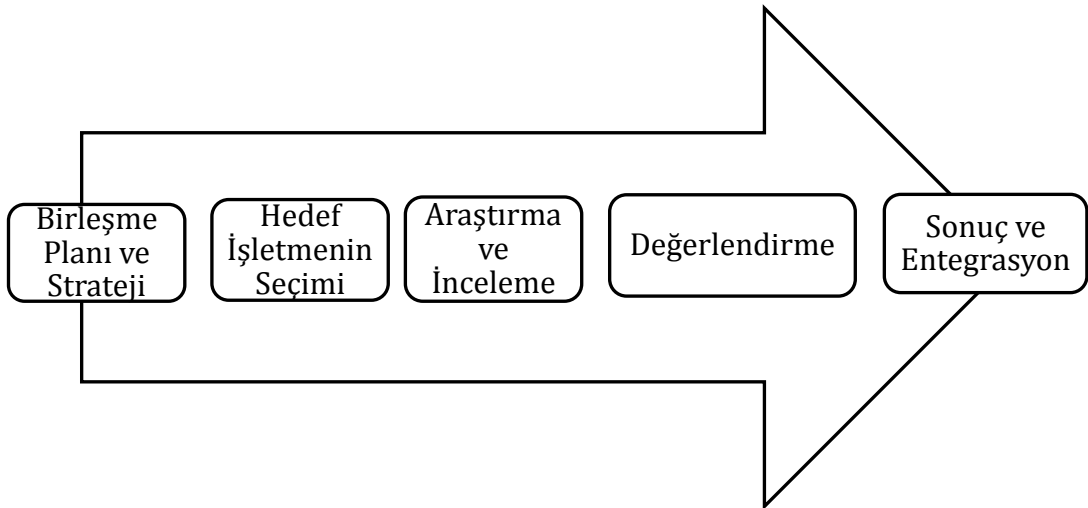 Birleşme
Planı ve
Strateji
Hedef
İşletmenin
Seçimi
Araştırma
ve
İnceleme
Değerlendirme
Sonuç ve
Entegrasyon